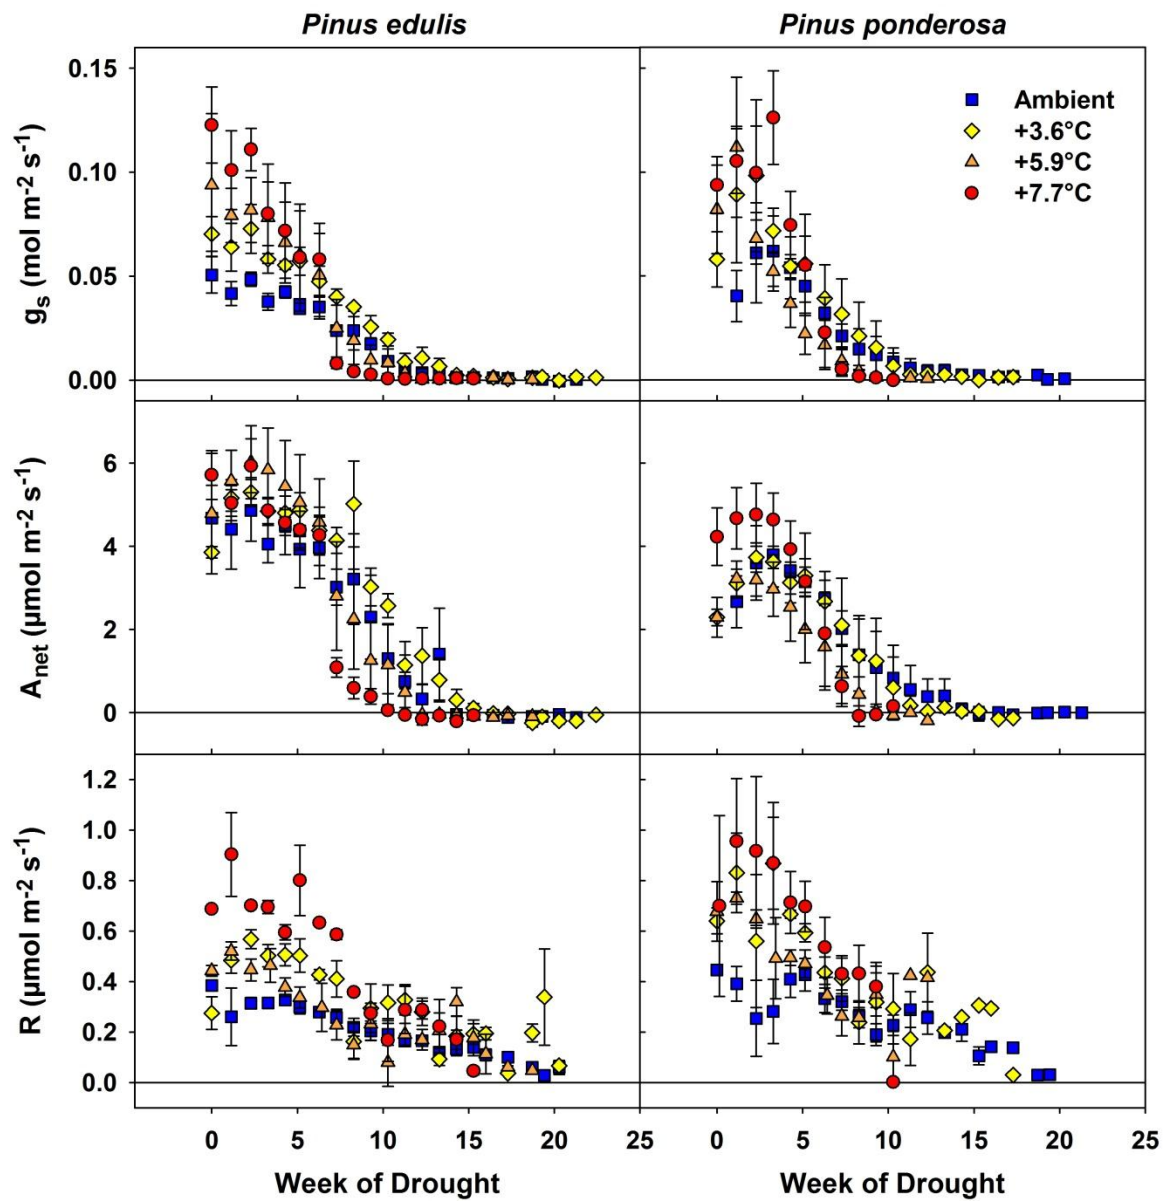 Pinus edulis
Pinus ponderosa
0.15
0.10
0.05
0.00
gs (mol m-2 s-1)
Ambient
+3.6°C
+5.9°C
+7.7°C
6
4
2
0
Anet (µmol m-2 s-1)
1.2
1.0
0.8
0.6
0.4
0.2
0.0
R (µmol m-2 s-1)
0 5 10 15 20 25
0 5 10 15 20 25
Week of Drought
Week of Drought